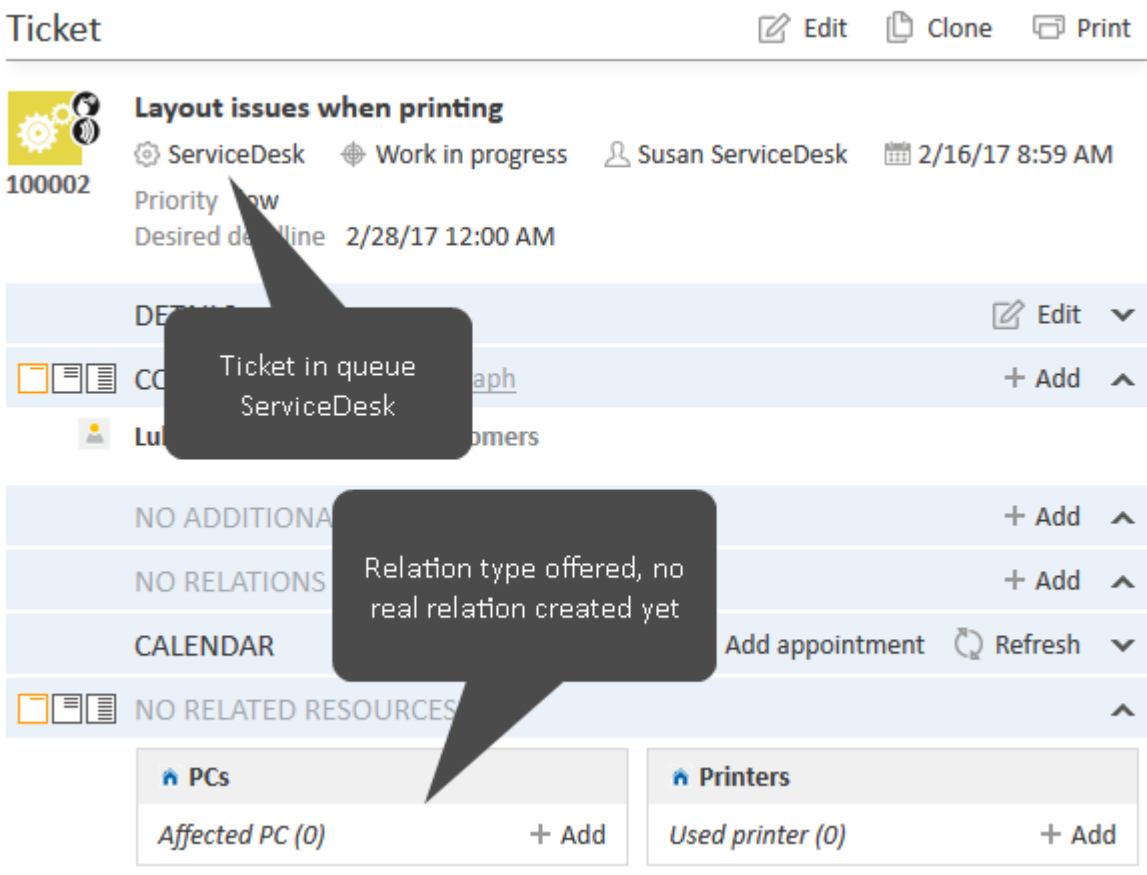 Ticket Edit Clone Print
Layout issues when printing
ServiceDesk Work in progress Susan ServiceDesk 2/16/17 8:59 AM
100002
Priority
Desired 2/28/17 12:00 AM
Edit
Ticket in queue
ServiceDesk
Add
NO Add
Relation type offered, no
real relation created yet
NO RELATIONS Add
CALENDAR Add appointment Refresh
NO RELATED RESOURCES
PCs Printers
Affected PC (0) + Add Used printer (0) + Add